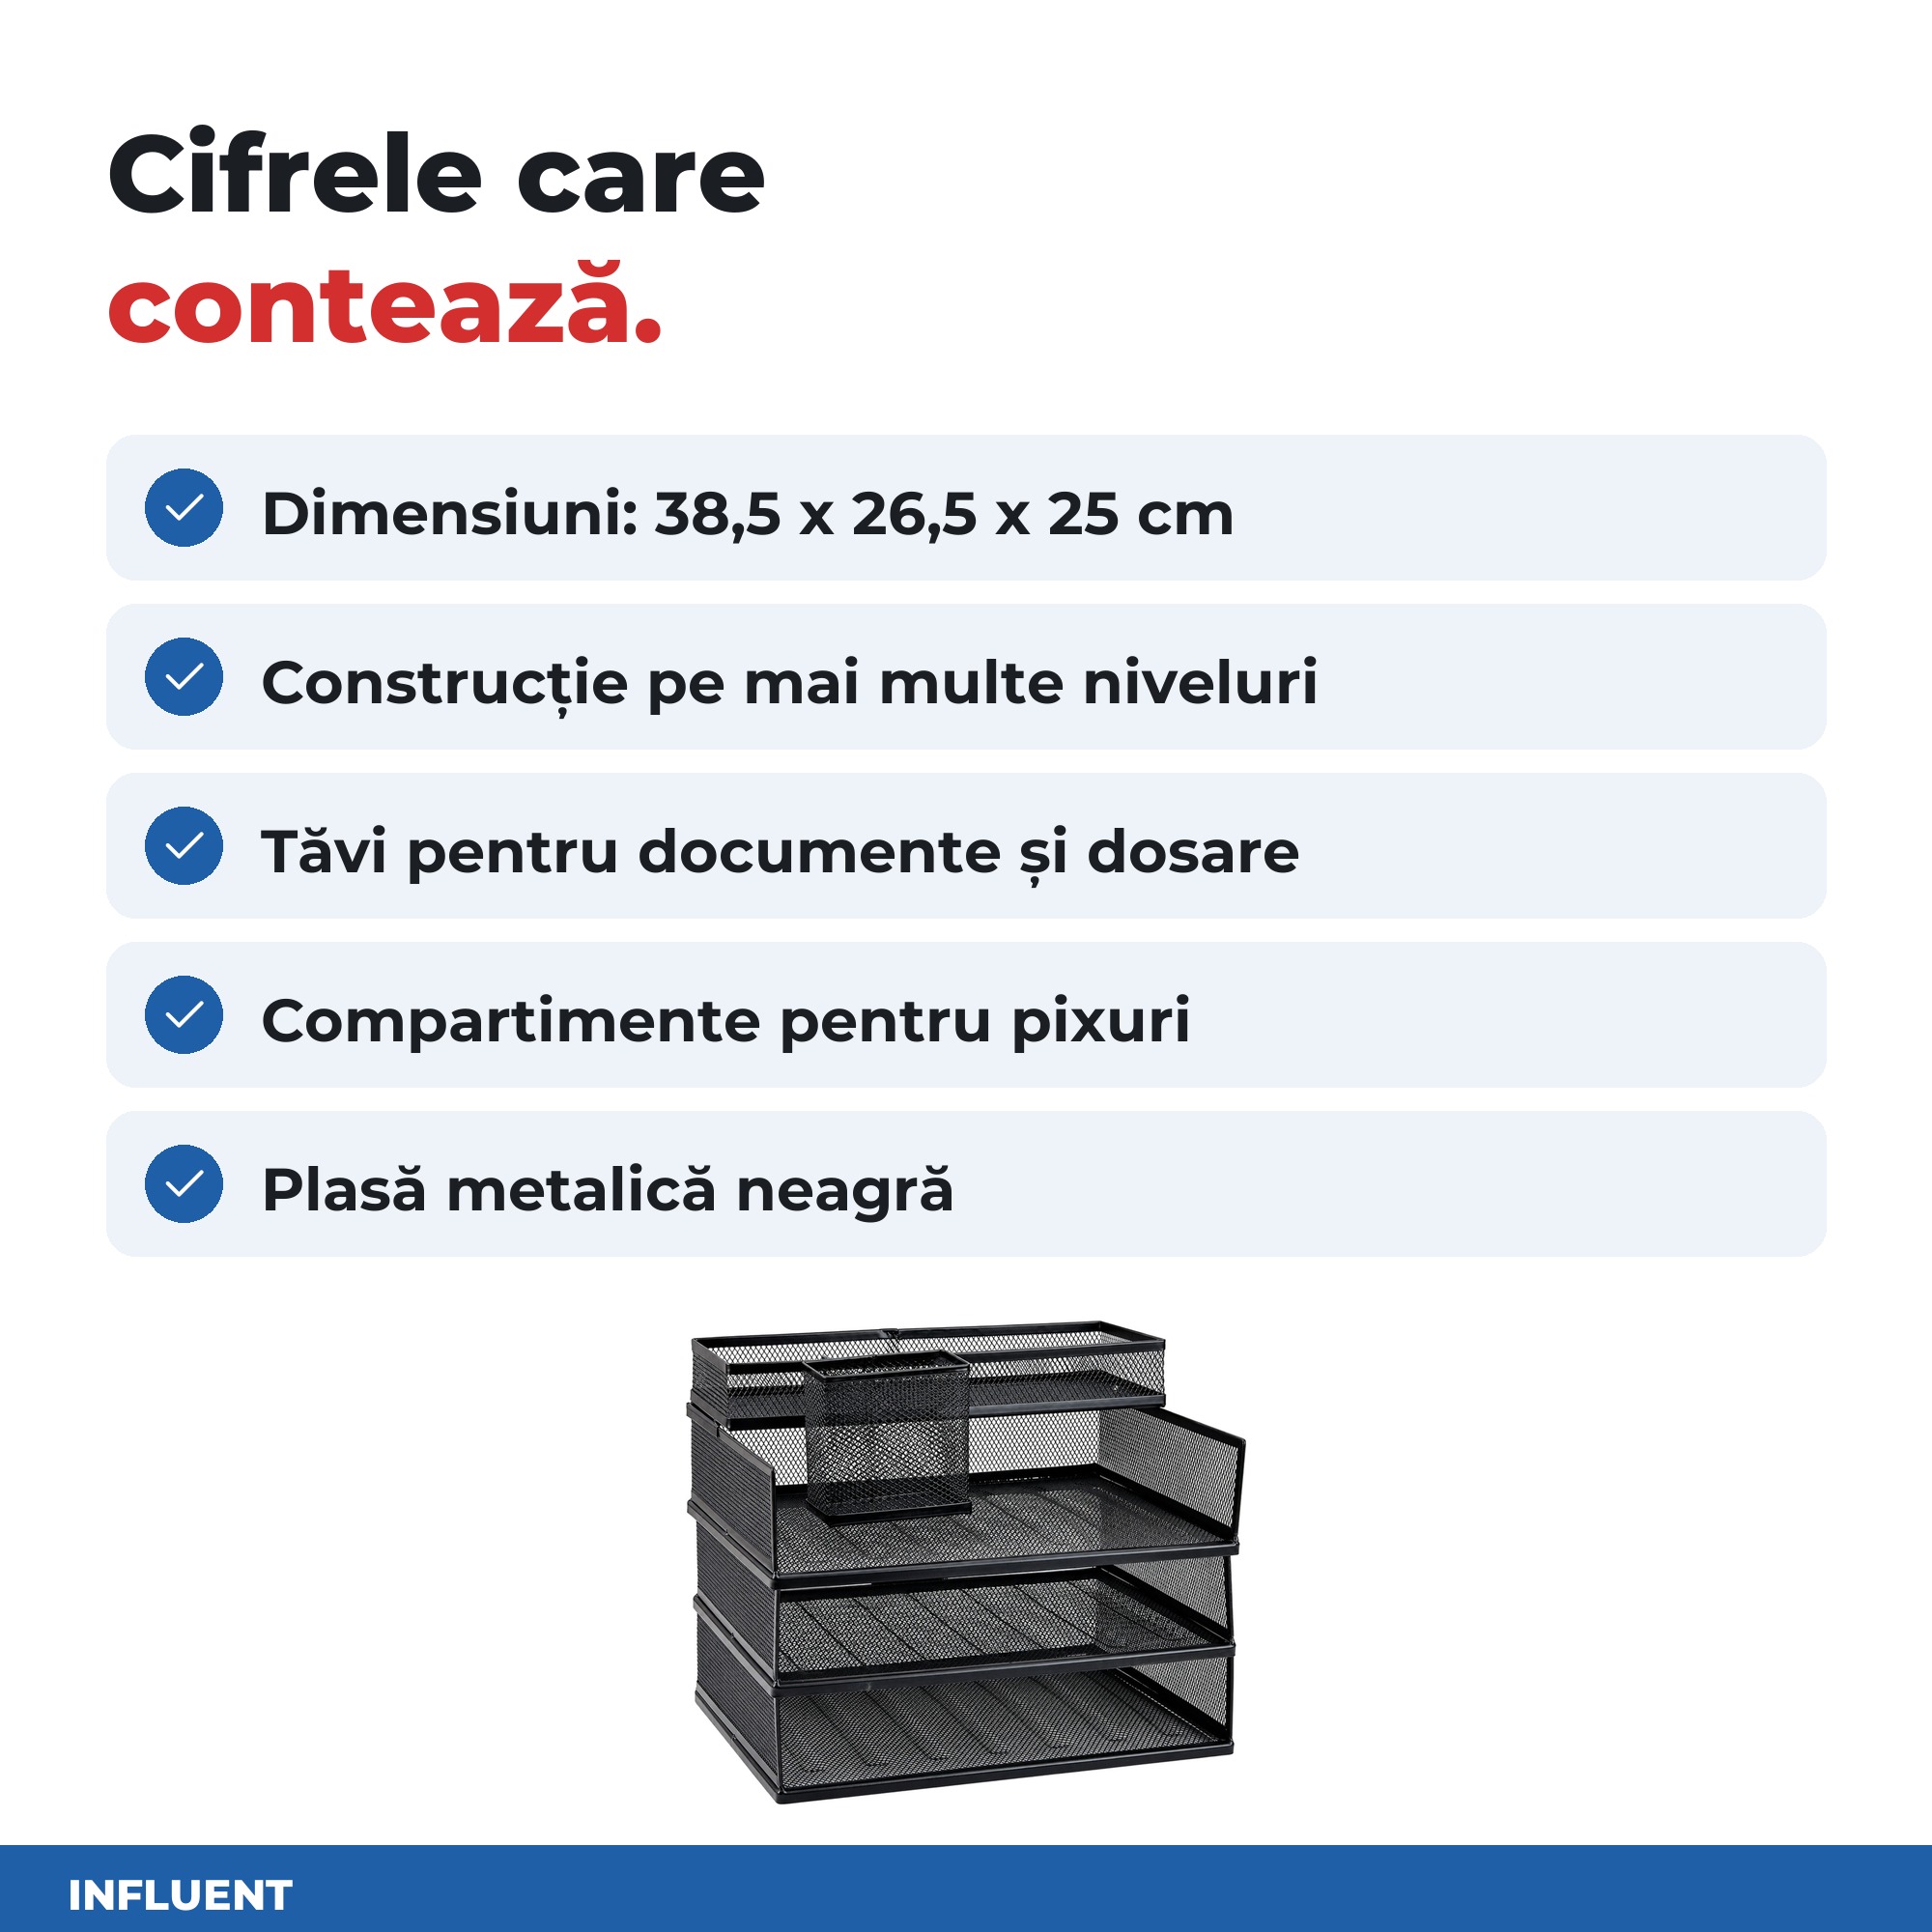 Cifrele care
contează.
Dimensiuni: 38,5 x 26,5 x 25 cm
Construcție pe mai multe niveluri
Tăvi pentru documente și dosare
Compartimente pentru pixuri
Plasă metalică neagră
INFLUENT